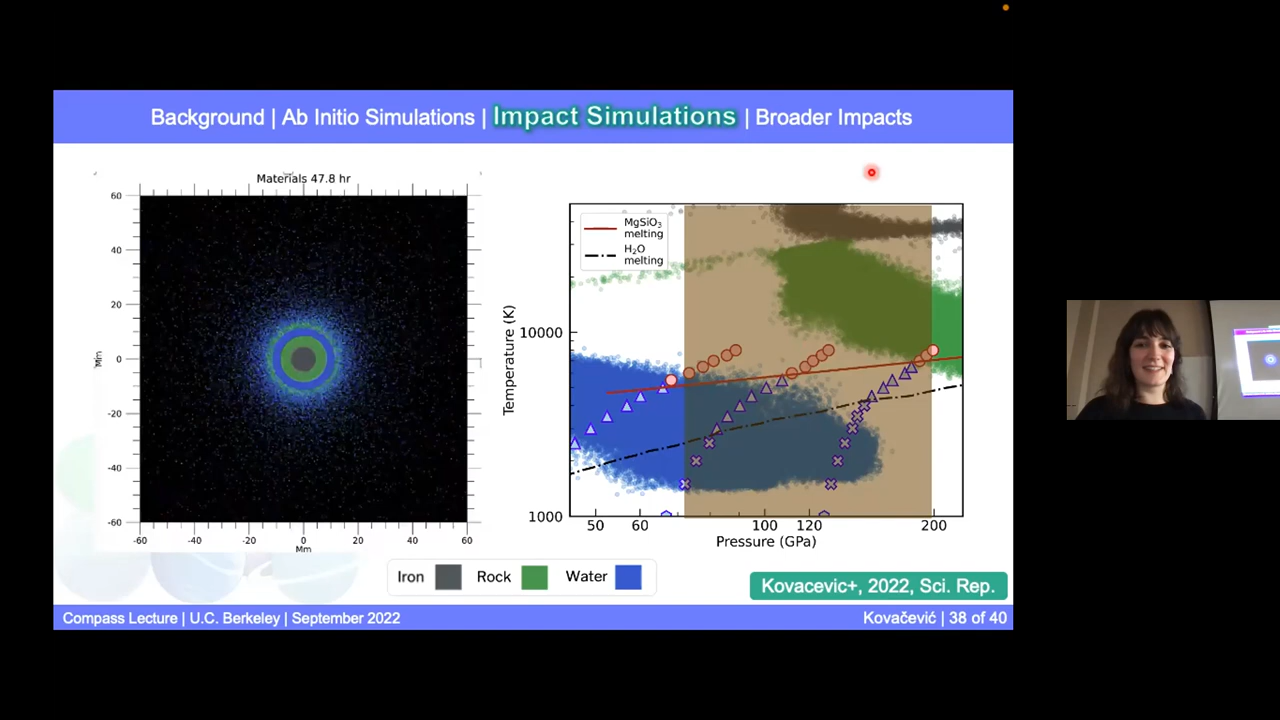 Background | Ab Initio Simulations | Impact Simulations | Broader Impacts
Materials 47.8 hr
60
40
20
0
-20
-40
-60
Mm
-60 -40 -20 0 20 40 60
Mm
MgSiO₃
melting
H₂O
melting
Temperature (K)
10000
1000
50 60 100 120 200
Pressure (GPa)
Iron Rock Water
Kovacevic+, 2022, Sci. Rep.
Compass Lecture | U.C. Berkeley | September 2022
Kovačević | 38 of 40